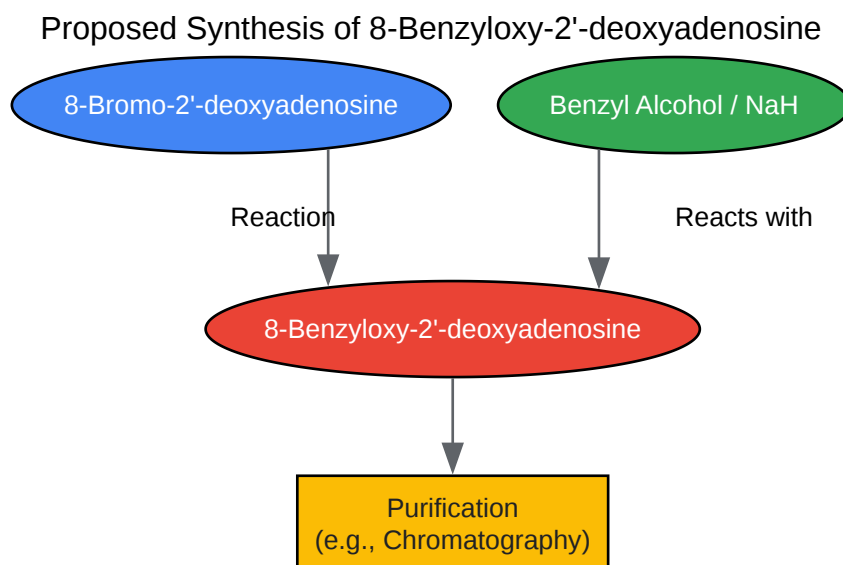 Proposed Synthesis of 8-Benzyloxy-2'-deoxyadenosine
8-Bromo-2'-deoxyadenosine
Benzyl Alcohol / NaH
Reaction
Reacts with
8-Benzyloxy-2'-deoxyadenosine
Purification
(e.g., Chromatography)